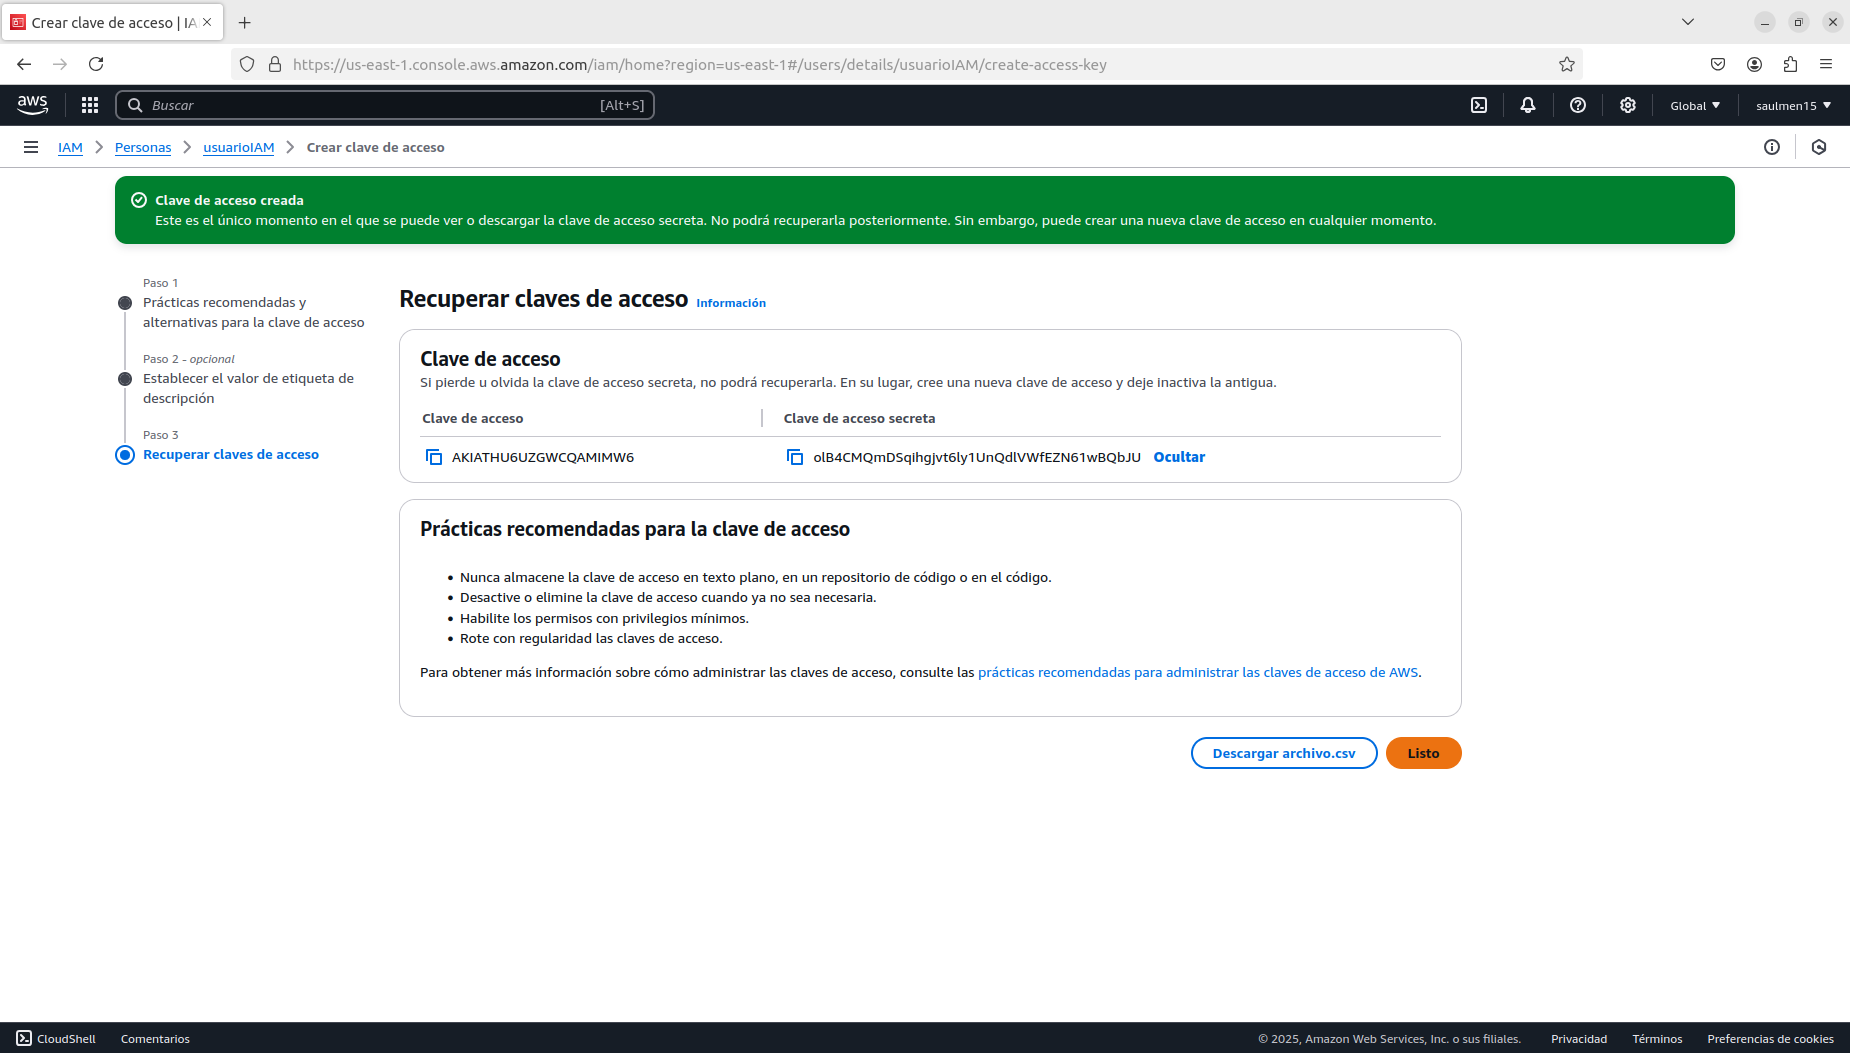 Crear clave de acceso | IA
https://us-east-1.console.aws.amazon.com/iam/home?region=us-east-1#/users/details/usuarioIAM/create-access-key
aws
Buscar
[Alt+S]
Global
saulmen15
IAM
Personas
usuarioIAM
Crear clave de acceso
Clave de acceso creada
Este es el único momento en el que se puede ver o descargar la clave de acceso secreta. No podrá recuperarla posteriormente. Sin embargo, puede crear una nueva clave de acceso en cualquier momento.
Paso 1
Prácticas recomendadas y
alternativas para la clave de acceso
Paso 2 - opcional
Establecer el valor de etiqueta de
descripción
Paso 3
Recuperar claves de acceso
Recuperar claves de acceso Información
Clave de acceso
Si pierde u olvida la clave de acceso secreta, no podrá recuperarla. En su lugar, cree una nueva clave de acceso y deje inactiva la antigua.
Clave de acceso
Clave de acceso secreta
AKIATHU6UZGWCQAMIMW6
olB4CMQmDSqihgjvt6ly1UnQdlVWfEZN61wBQbJU Ocultar
Prácticas recomendadas para la clave de acceso
• Nunca almacene la clave de acceso en texto plano, en un repositorio de código o en el código.
• Desactive o elimine la clave de acceso cuando ya no sea necesaria.
• Habilite los permisos con privilegios mínimos.
• Rote con regularidad las claves de acceso.
Para obtener más información sobre cómo administrar las claves de acceso, consulte las prácticas recomendadas para administrar las claves de acceso de AWS.
Descargar archivo.csv
Listo
CloudShell
Comentarios
© 2025, Amazon Web Services, Inc. o sus filiales.
Privacidad
Términos
Preferencias de cookies